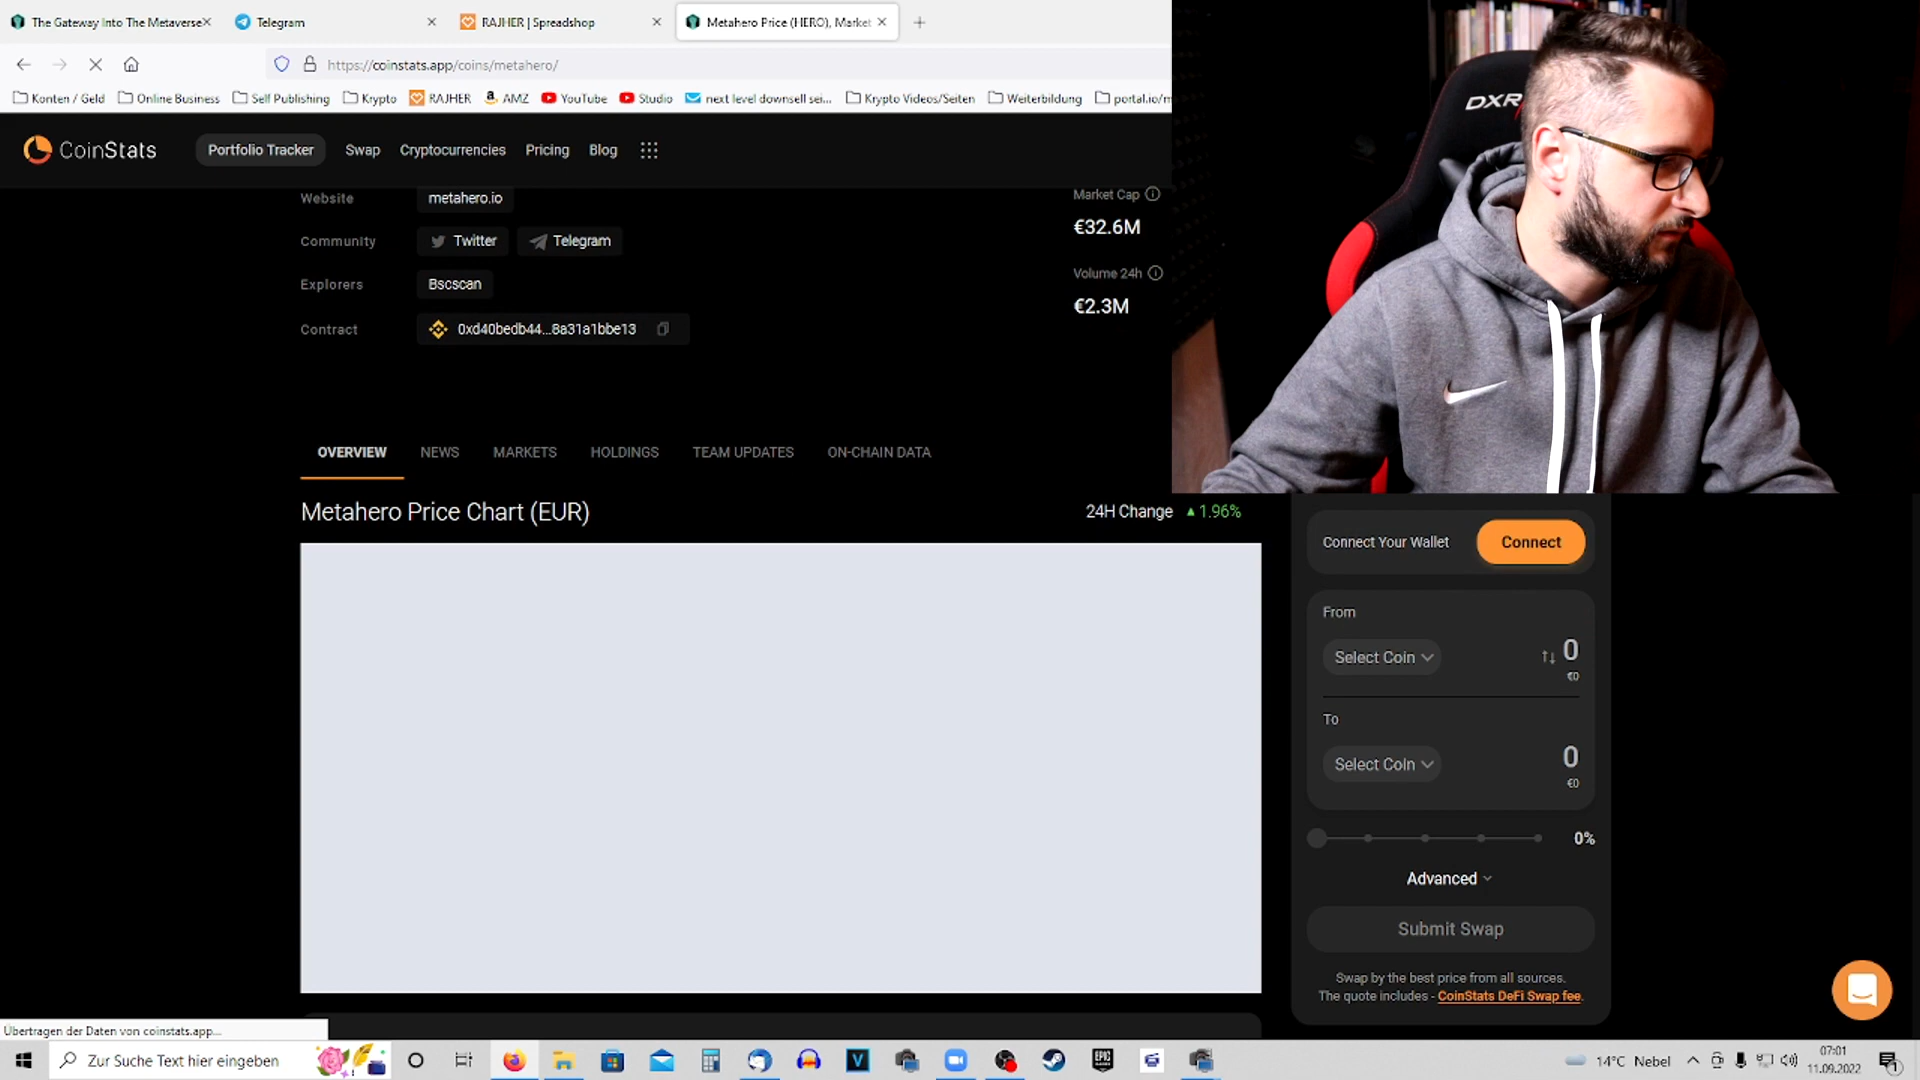 The Gateway Into The Metaverse
Telegram
RAJHER | Spreadshop
Metahero Price (HERO), Market
https://coinstats.app/coins/metahero/
Konten / Geld
Online Business
Self Publishing
Krypto
RAJHER
AMZ
YouTube
Studio
next level downsell sei...
Krypto Videos/Seiten
Weiterbildung
portal.io/m
DXR
CoinStats
Portfolio Tracker
Swap
Cryptocurrencies
Pricing
Blog
Website
metahero.io
Market Cap
€32.6M
Community
Twitter
Telegram
Volume 24h
€2.3M
Explorers
Bscscan
Contract
0xd40bedb44...8a31a1bbe13
OVERVIEW
NEWS
MARKETS
HOLDINGS
TEAM UPDATES
ON-CHAIN DATA
Metahero Price Chart (EUR)
24H Change
1.96%
Connect Your Wallet
Connect
From
Select Coin
0
€0
To
Select Coin
0
€0
0%
Advanced
Submit Swap
Swap by the best price from all sources.
The quote includes - CoinStats DeFi Swap fee.
Übertragen der Daten von coinstats.app...
Zur Suche Text hier eingeben
V
EPIC
14°C Nebel
07:01
11.09.2022
1